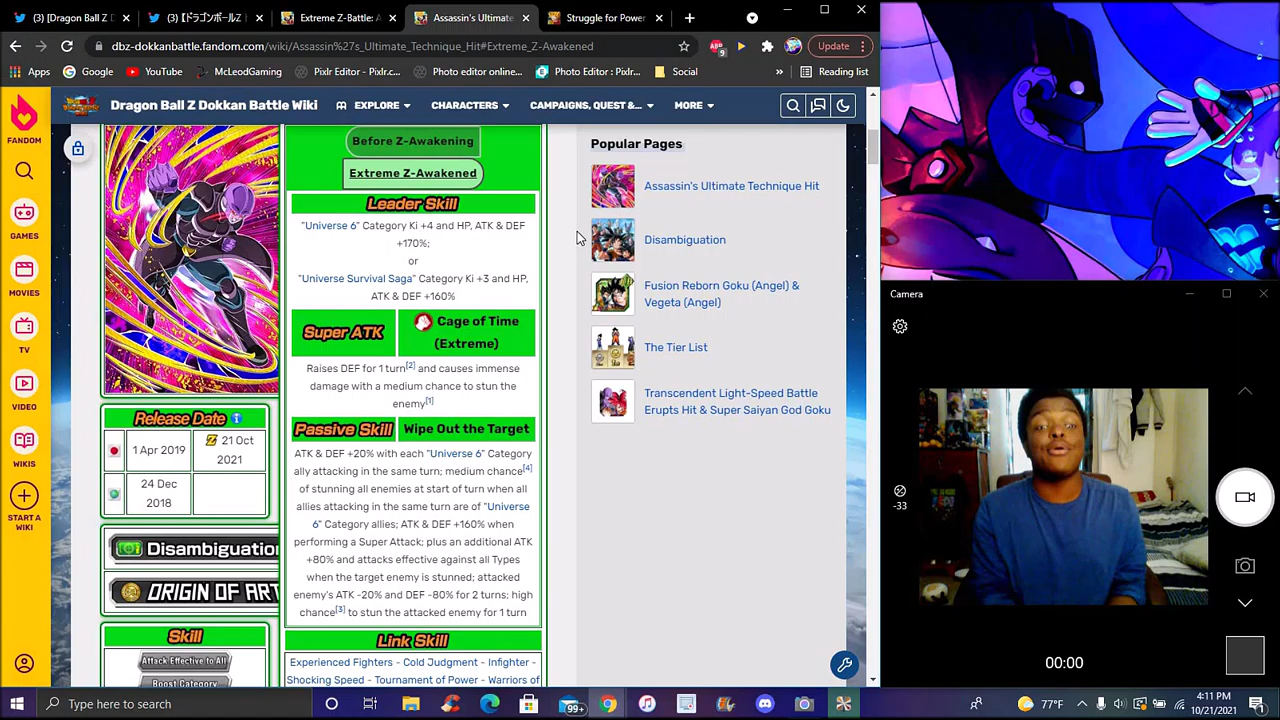 [Dragon Ball Z D
(3) 【ドラゴンボールZ
Extreme Z-Battle: A
Assassin's Ultimate
Struggle for Power
dbz-dokkanbattle.fandom.com/wiki/Assassin%27s_Ultimate_Technique_Hit#Extreme_Z-Awakened
9
Update
Apps
Google
YouTube
McLeodGaming
Pixlr Editor - Pixlr.c...
Photo editor online...
Photo Editor : Pixlr...
Social
»
Reading list
FANDOM
Dragon Ball Z Dokkan Battle Wiki
EXPLORE
CHARACTERS
CAMPAIGNS, QUEST &...
MORE
GAMES
MOVIES
TV
VIDEO
WIKIS
START A
WIKI
Before Z-Awakening
Extreme Z-Awakened
Leader Skill
"Universe 6" Category Ki +4 and HP, ATK & DEF
+170%;
or
"Universe Survival Saga" Category Ki +3 and HP,
ATK & DEF +160%
Super ATK
Cage of Time
(Extreme)
Raises DEF for 1 turn[2] and causes immense
damage with a medium chance to stun the
enemy[1]
Passive Skill
Wipe Out the Target
ATK & DEF +20% with each "Universe 6" Category
ally attacking in the same turn; medium chance[4]
of stunning all enemies at start of turn when all
allies attacking in the same turn are of "Universe
6" Category allies; ATK & DEF +160% when
performing a Super Attack; plus an additional ATK
+80% and attacks effective against all Types
when the target enemy is stunned; attacked
enemy's ATK -20% and DEF -80% for 2 turns; high
chance[3] to stun the attacked enemy for 1 turn
Link Skill
Experienced Fighters - Cold Judgment - Infighter -
Shocking Speed - Tournament of Power - Warriors of
Release Date
1 Apr 2019
21 Oct
2021
24 Dec
2018
Disambiguation
ORIGIN OF ART
Skill
Attack Effective to All
Boost Category
Popular Pages
Assassin's Ultimate Technique Hit
Disambiguation
Fusion Reborn Goku (Angel) &
Vegeta (Angel)
The Tier List
Transcendent Light-Speed Battle
Erupts Hit & Super Saiyan God Goku
Camera
-33
00:00
Type here to search
99+
77°F
4:11 PM
10/21/2021